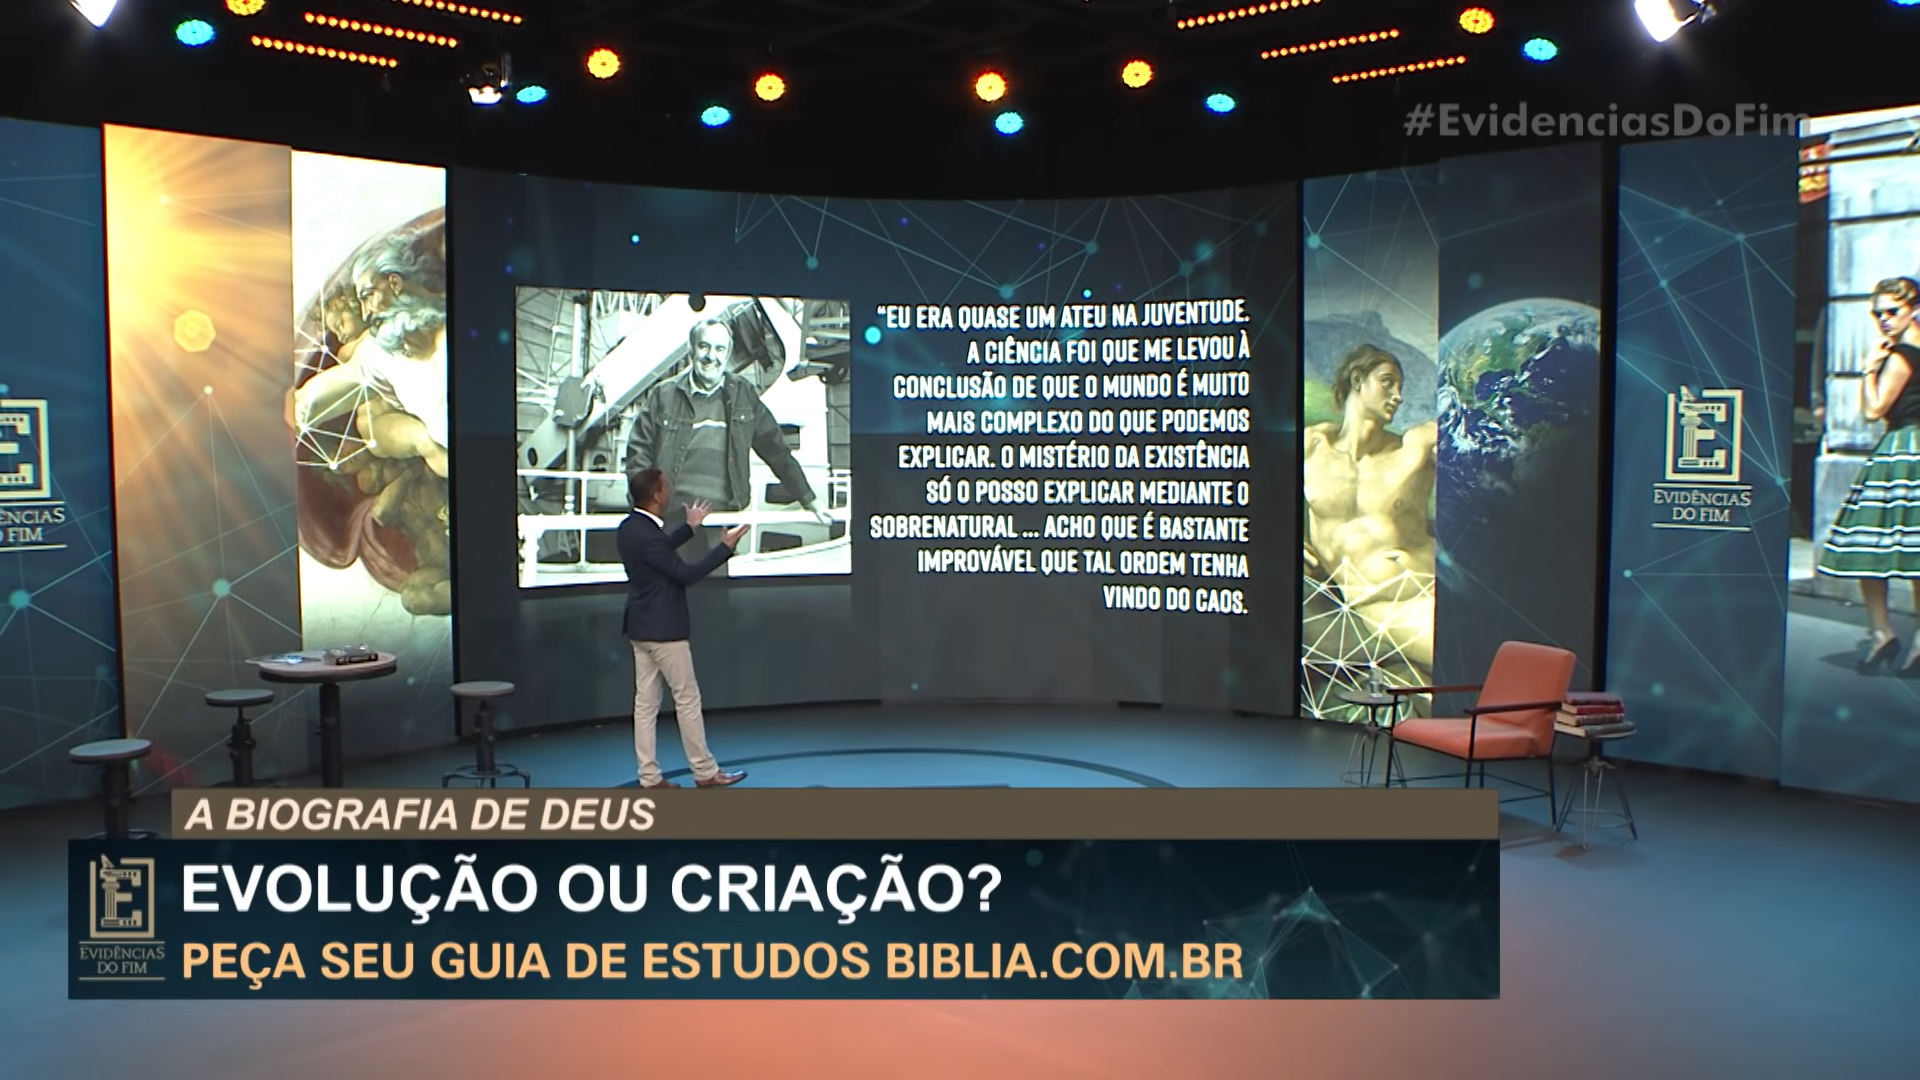 #EvidenciasDoFim
“EU ERA QUASE UM ATEU NA JUVENTUDE.
A CIÊNCIA FOI QUE ME LEVOU À
CONCLUSÃO DE QUE O MUNDO É MUITO
MAIS COMPLEXO DO QUE PODEMOS
EXPLICAR. O MISTÉRIO DA EXISTÊNCIA
SÓ O POSSO EXPLICAR MEDIANTE O
SOBRENATURAL ... ACHO QUE É BASTANTE
IMPROVÁVEL QUE TAL ORDEM TENHA
VINDO DO CAOS.
ÊNCIAS
O FIM
E
EVIDÊNCIAS
DO FIM
A BIOGRAFIA DE DEUS
EVOLUÇÃO OU CRIAÇÃO?
PEÇA SEU GUIA DE ESTUDOS BIBLIA.COM.BR
E
EVIDÊNCIAS
DO FIM